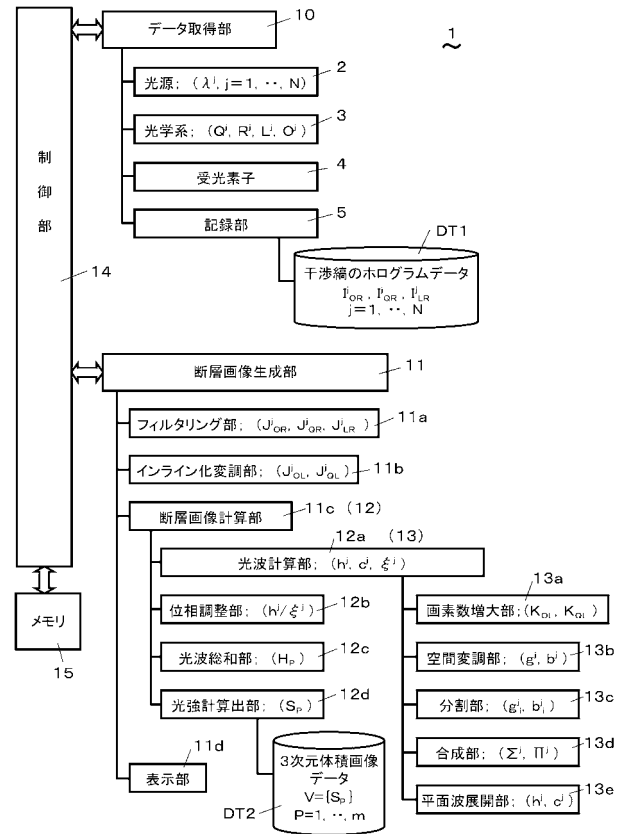 10
データ取得部
1
～
2
光源；（λʲ, j＝1, ‥, N）
3
光学系；（Qʲ, Rʲ, Lʲ, Oʲ）
4
受光素子
5
記録部
DT1
干渉縞のホログラムデータ
Iʲ_OR , Iʲ_QR , Iʲ_LR
j＝1, ‥, N
制御部
14
断層画像生成部
11
フィルタリング部；（Jʲ_OR, Jʲ_QR, Jʲ_LR ）
11a
インライン化変調部；（Jʲ_OL, Jʲ_QL ）
11b
断層画像計算部
11c（12）
12a（13）
光波計算部；（hʲ, cʲ, ξʲ）
位相調整部；（hʲ/ξʲ）
12b
光波総和部；（H_P）
12c
光強計算出部；（S_P）
12d
13a
画素数増大部；（K_OL, K_QL）
空間変調部；（gʲ, bʲ）
13b
分割部；（gʲ_i, bʲ_i）
13c
合成部；（Σʲ, Πʲ）
13d
平面波展開部；（hʲ, cʲ）
13e
メモリ
15
11d
表示部
3次元体積画像
データ
V＝{S_P}
P＝1, ‥, m
DT2